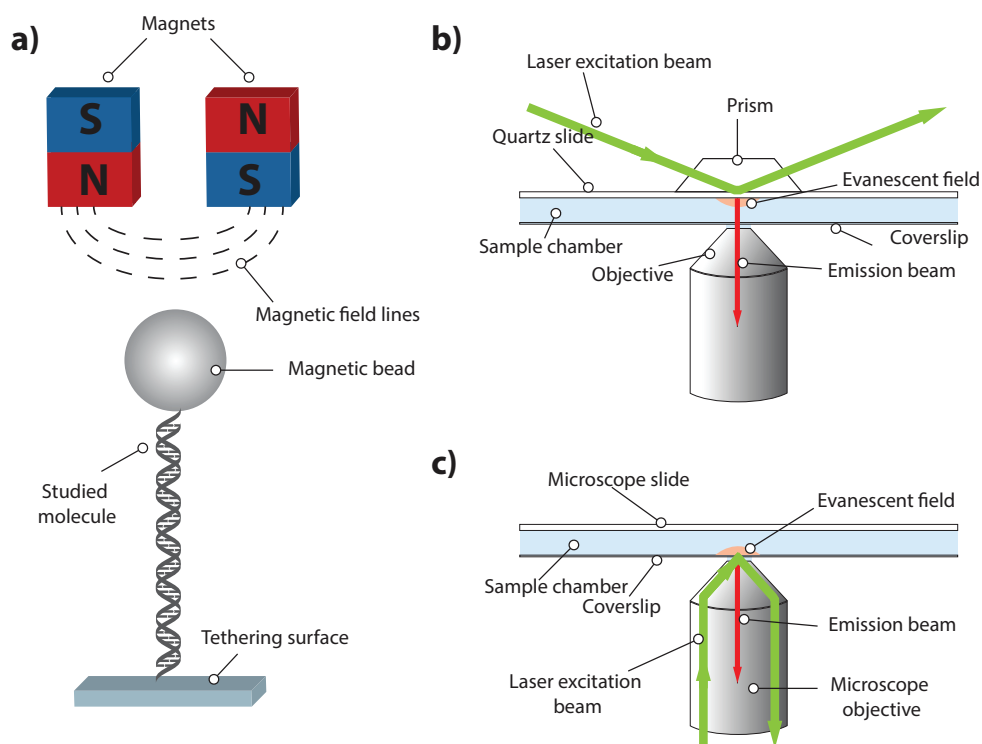 a)
Magnets
S
N
N
S
Magnetic field lines
Magnetic bead
Studied
molecule
Tethering surface
b)
Laser excitation beam
Prism
Quartz slide
Evanescent field
Sample chamber
Coverslip
Objective
Emission beam
c)
Microscope slide
Evanescent field
Sample chamber
Coverslip
Emission beam
Laser excitation
beam
Microscope
objective